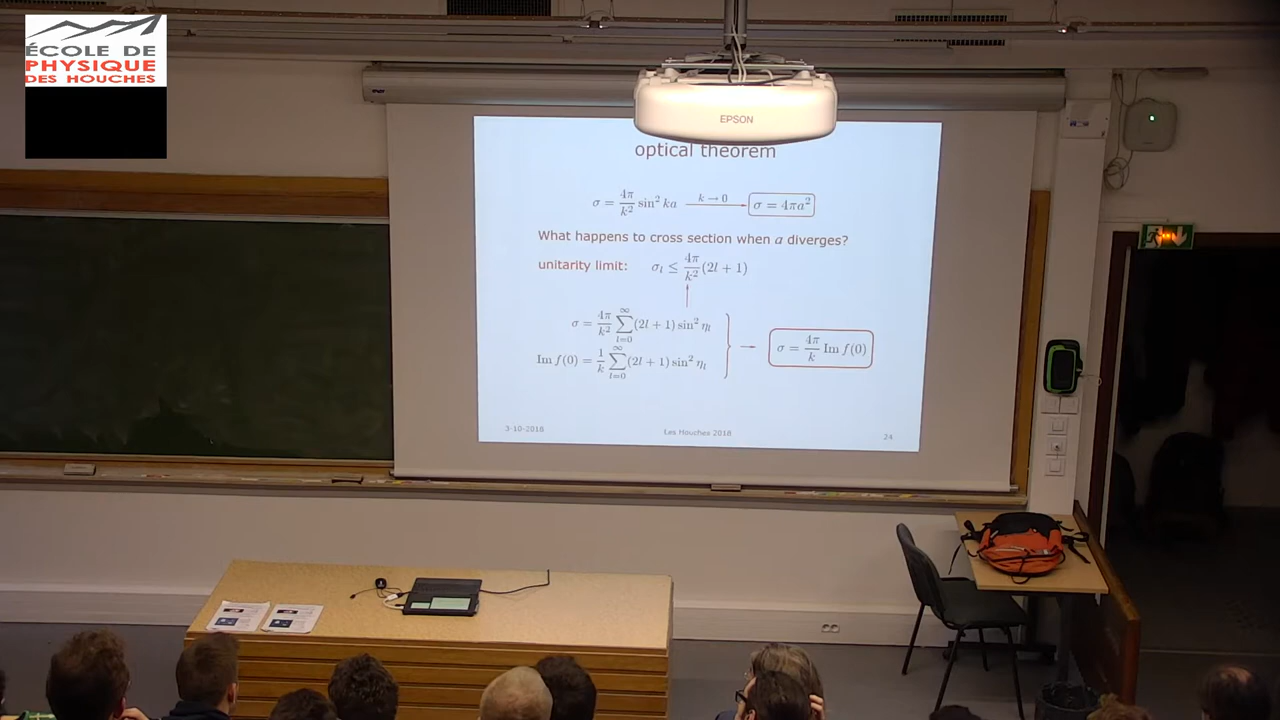 ÉCOLE DE
PHYSIQUE
DES HOUCHES
EPSON
optical theorem
σ = 4π/k² sin² ka k → 0 σ = 4πa²
What happens to cross section when a diverges?
unitarity limit: σ_l ≤ 4π/k² (2l + 1)
σ = 4π/k² ∑_{l=0}^{∞} (2l + 1) sin² η_l
Im f(0) = 1/k ∑_{l=0}^{∞} (2l + 1) sin² η_l
σ = 4π/k Im f(0)
3-10-2018 Les Houches 2018 24